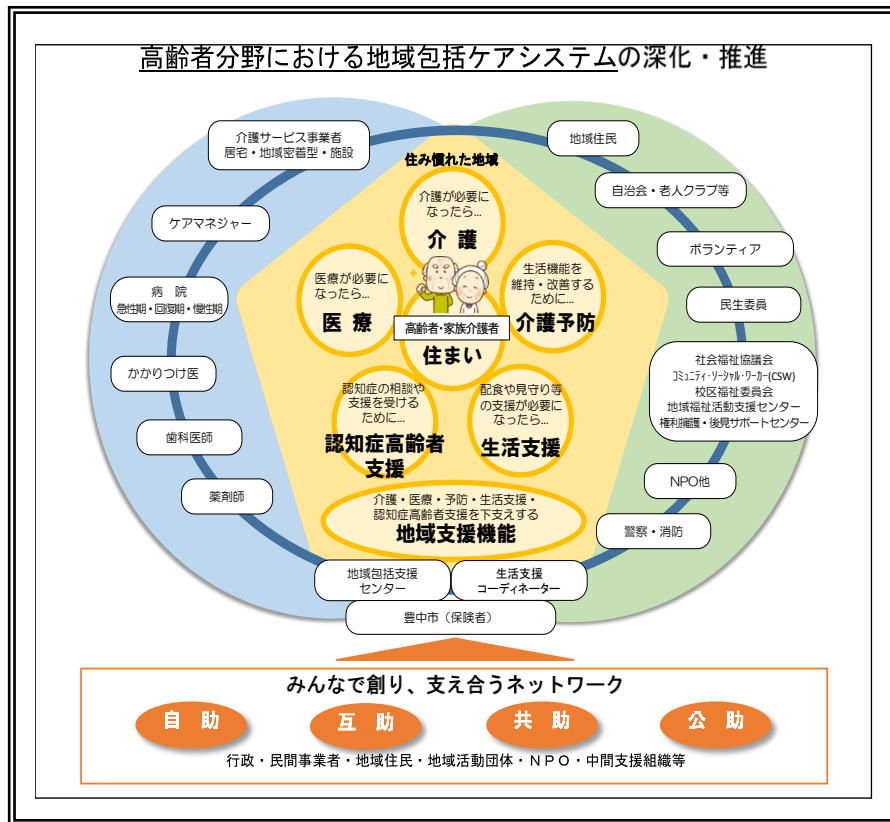 高齢者分野における地域包括ケアシステムの深化・推進
介護サービス事業者
居宅・地域密着型・施設
ケアマネジャー
病　院
急性期・回復期・慢性期
かかりつけ医
歯科医師
薬剤師
住み慣れた地域
介護が必要に
なったら…
介 護
医療が必要に
なったら…
医 療
生活機能を
維持・改善する
ために…
介護予防
高齢者・家族介護者
住まい
認知症の相談や
支援を受ける
ために…
認知症高齢者
支援
配食や見守り等
の支援が必要に
なったら…
生活支援
介護・医療・予防・生活支援・
認知症高齢者支援を下支えする
地域支援機能
地域住民
自治会・老人クラブ等
ボランティア
民生委員
社会福祉協議会
ｺﾐｭﾆﾃｨ･ｿｰｼｬﾙ･ﾜｰｶｰ(CSW)
校区福祉委員会
地域福祉活動支援センター
権利擁護・後見サポートセンター
NPO他
警察・消防
地域包括支援
センター
生活支援
コーディネーター
豊中市（保険者）
みんなで創り、支え合うネットワーク
自 助
互 助
共 助
公 助
行政・民間事業者・地域住民・地域活動団体・ＮＰＯ・中間支援組織等